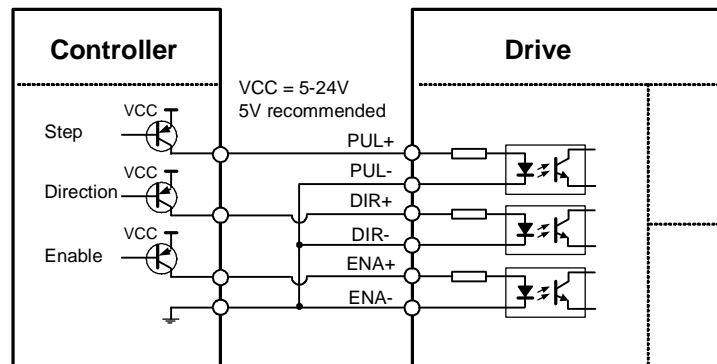 Controller
Drive
VCC = 5-24V
5V recommended
VCC
Step
PUL+
PUL-
VCC
Direction
DIR+
DIR-
VCC
Enable
ENA+
ENA-